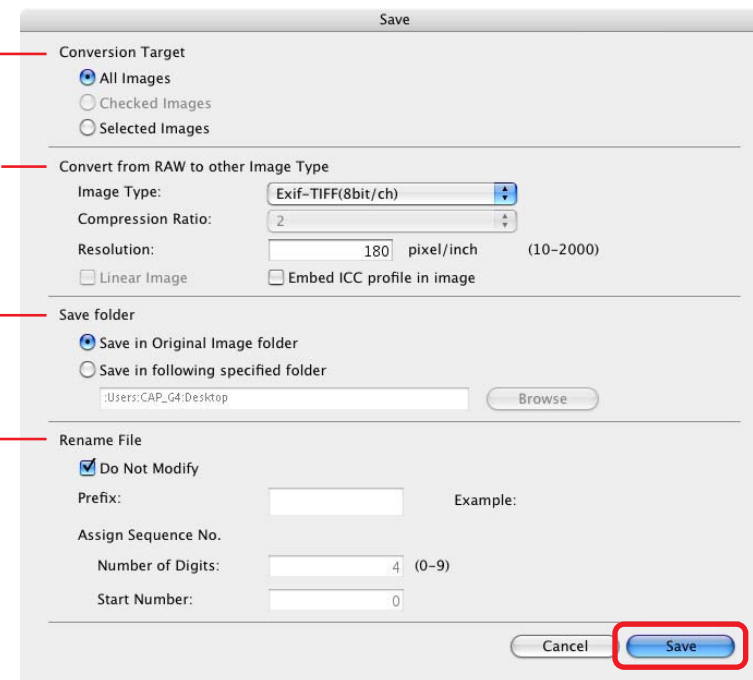 Save
Conversion Target
All Images
Checked Images
Selected Images
Convert from RAW to other Image Type
Image Type: Exif-TIFF(8bit/ch)
Compression Ratio: 2
Resolution: 180 pixel/inch (10-2000)
Linear Image Embed ICC profile in image
Save folder
Save in Original Image folder
Save in following specified folder
:Users:CAP_G4:Desktop Browse
Rename File
Do Not Modify
Prefix: Example:
Assign Sequence No.
Number of Digits: 4 (0-9)
Start Number: 0
Cancel Save